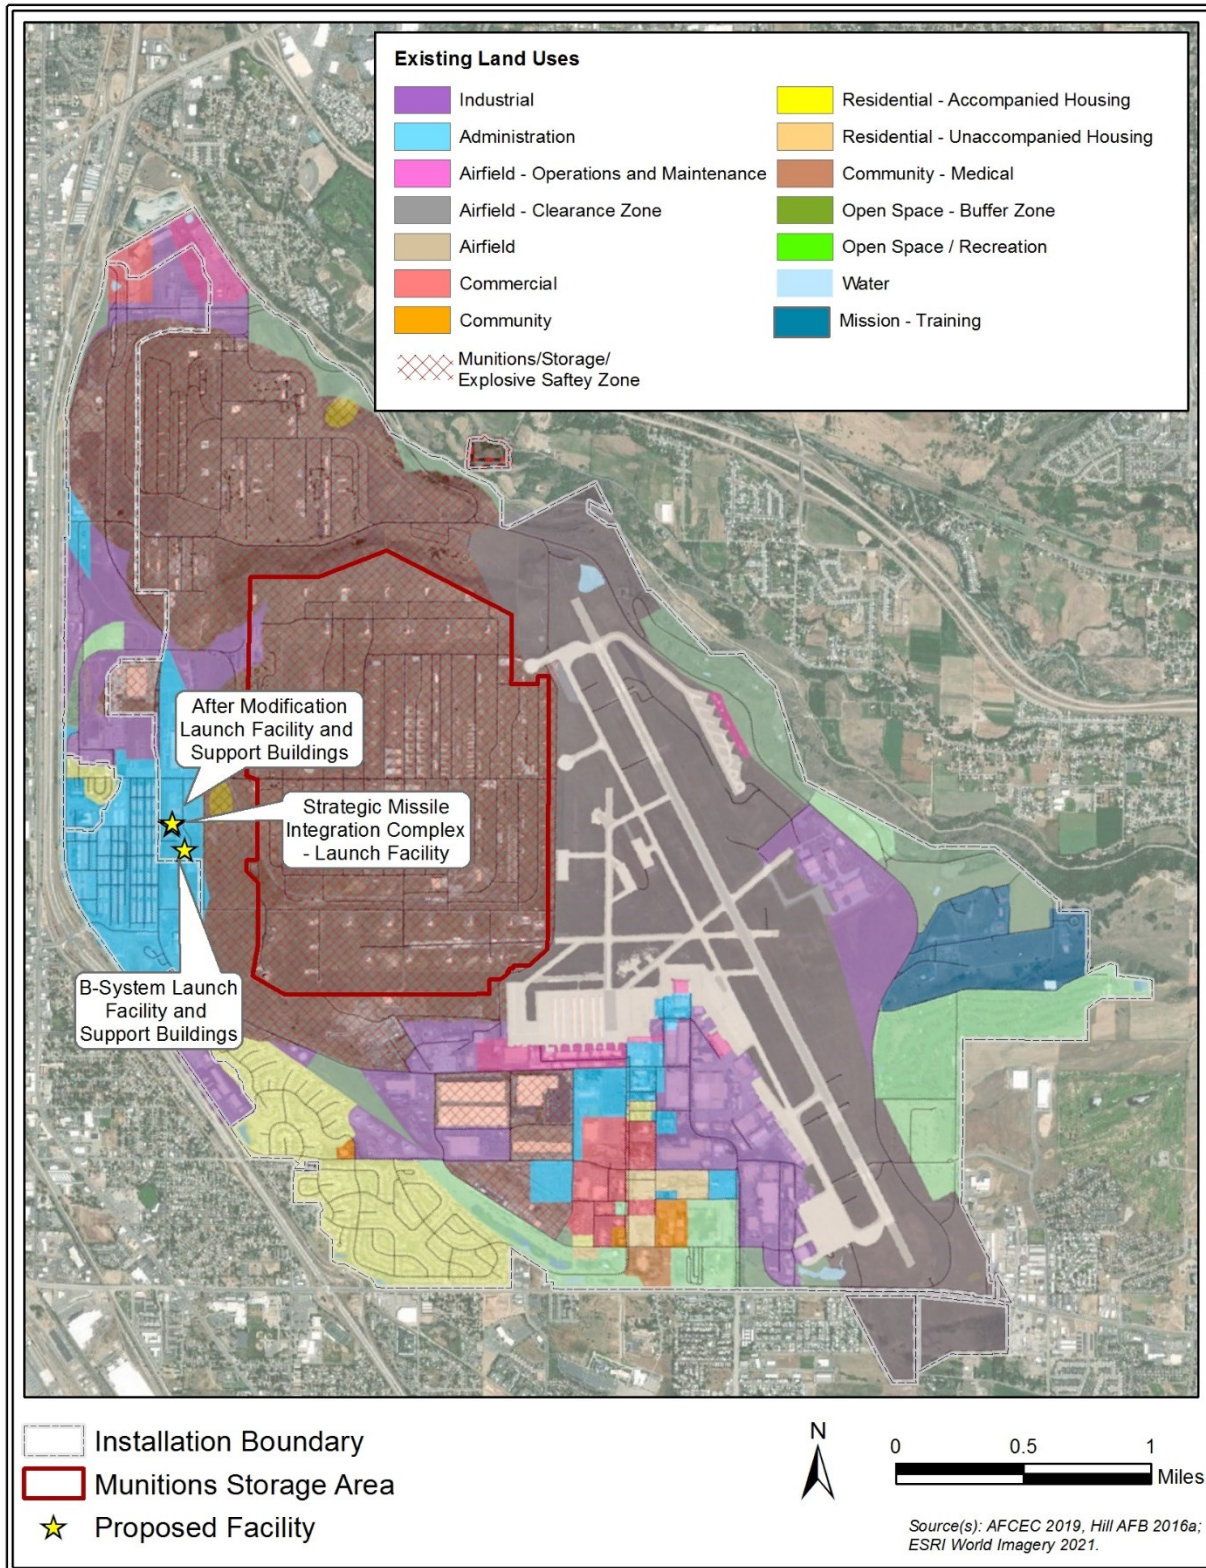 Existing Land Uses
Industrial
Administration
Airfield - Operations and Maintenance
Airfield - Clearance Zone
Airfield
Commercial
Community
Munitions/Storage/
Explosive Saftey Zone
Residential - Accompanied Housing
Residential - Unaccompanied Housing
Community - Medical
Open Space - Buffer Zone
Open Space / Recreation
Water
Mission - Training
After Modification
Launch Facility and
Support Buildings
Strategic Missile
Integration Complex
- Launch Facility
B-System Launch
Facility and
Support Buildings
Installation Boundary
Munitions Storage Area
Proposed Facility
N
0 0.5 1
Miles
Source(s): AFCEC 2019, Hill AFB 2016a;
ESRI World Imagery 2021.